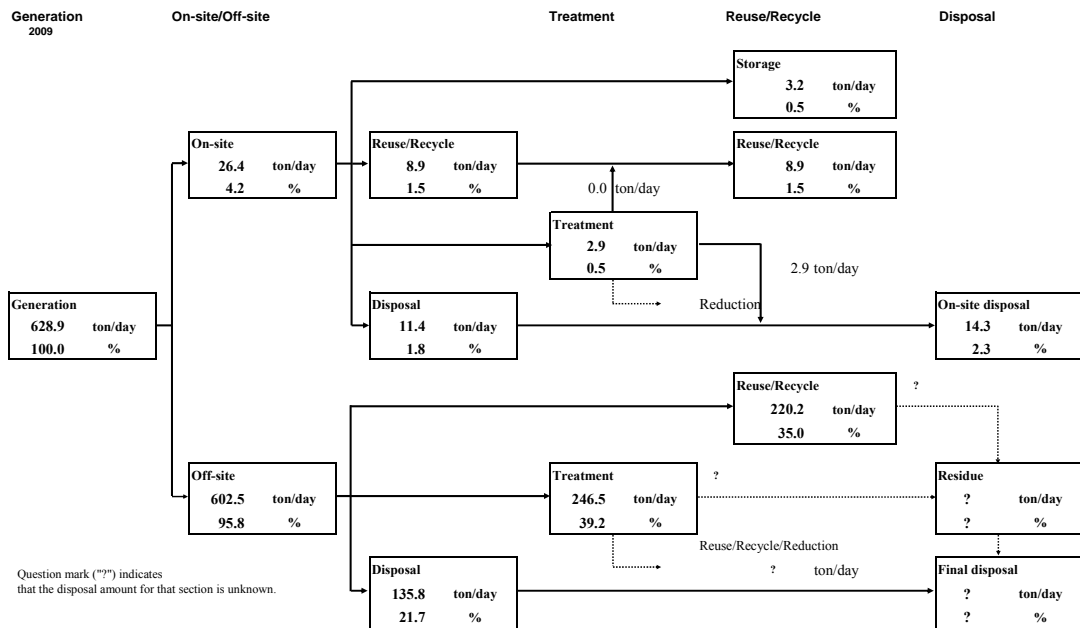 Generation
2009
On-site/Off-site
Treatment
Reuse/Recycle
Disposal
Storage
3.2 ton/day
0.5 %
On-site
26.4 ton/day
4.2 %
Reuse/Recycle
8.9 ton/day
1.5 %
Reuse/Recycle
8.9 ton/day
1.5 %
0.0 ton/day
Treatment
2.9 ton/day
0.5 %
2.9 ton/day
Reduction
Generation
628.9 ton/day
100.0 %
Disposal
11.4 ton/day
1.8 %
On-site disposal
14.3 ton/day
2.3 %
Reuse/Recycle
220.2 ton/day
35.0 %
?
Off-site
602.5 ton/day
95.8 %
Treatment
246.5 ton/day
39.2 %
?
Residue
? ton/day
? %
Reuse/Recycle/Reduction
? ton/day
Disposal
135.8 ton/day
21.7 %
Final disposal
? ton/day
? %
Question mark ("?") indicates
that the disposal amount for that section is unknown.